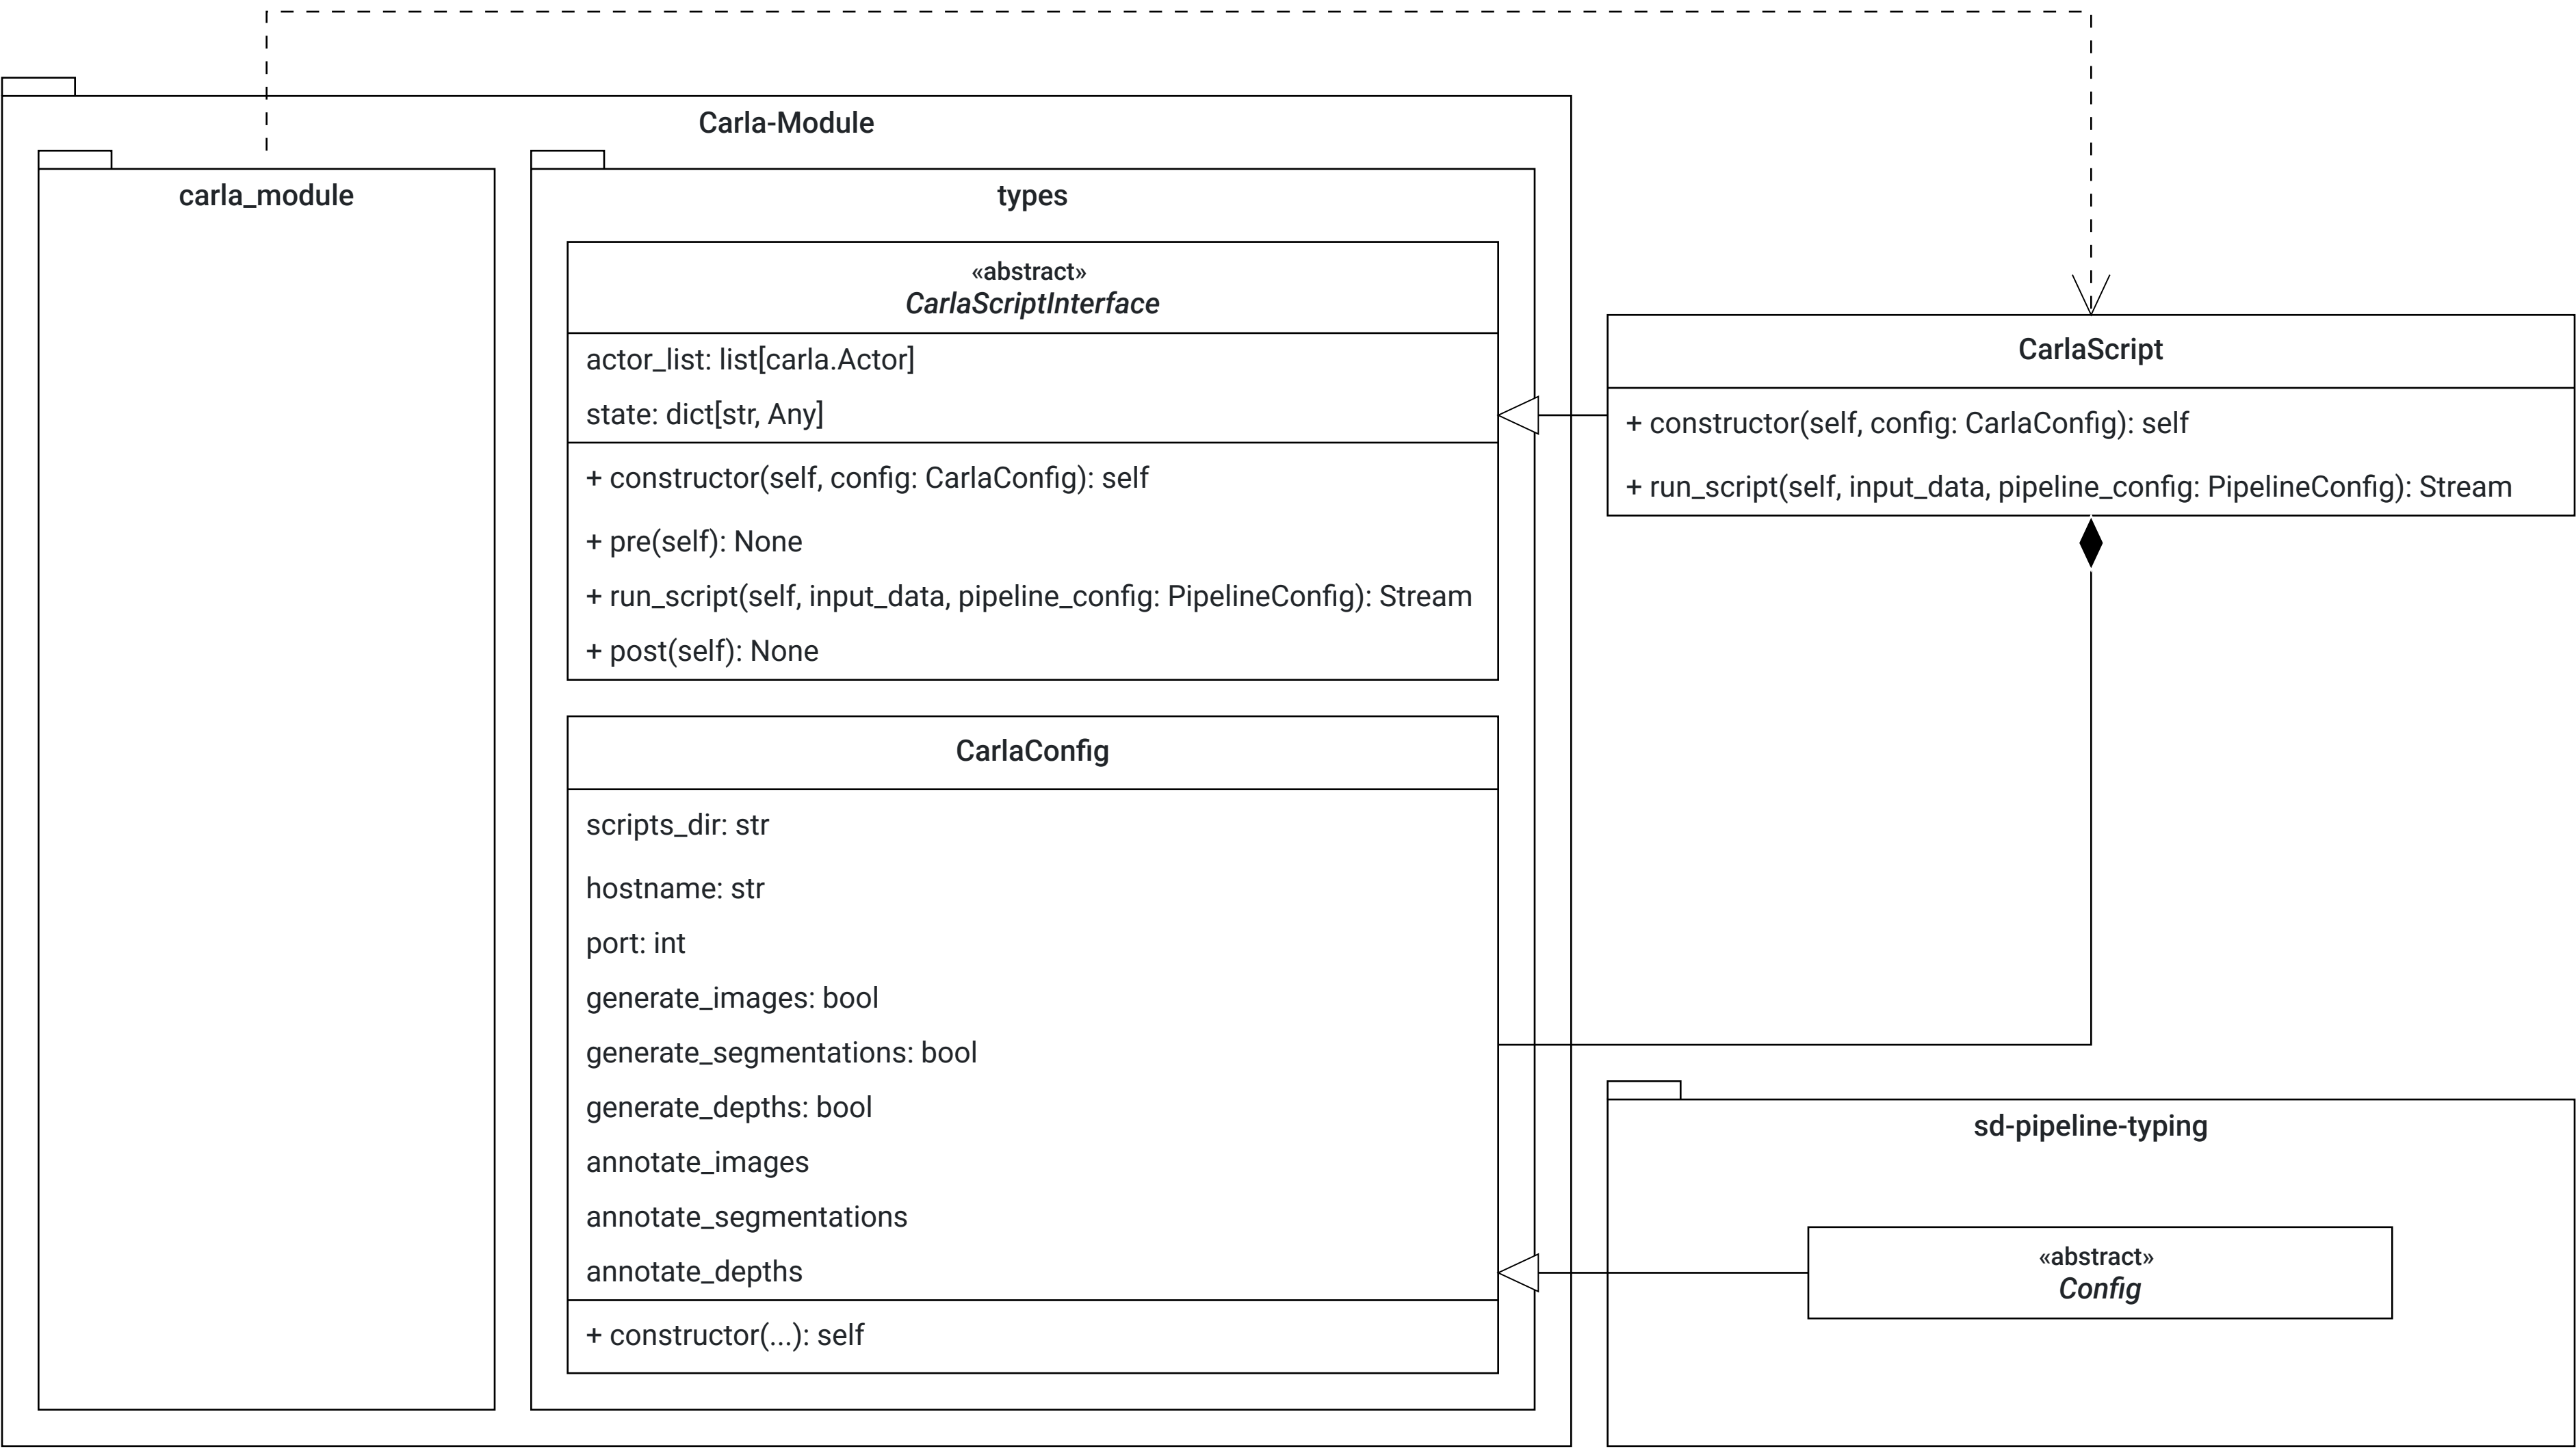 Carla-Module
carla_module
types
«abstract»
CarlaScriptInterface
actor_list: list[carla.Actor]
state: dict[str, Any]
+ constructor(self, config: CarlaConfig): self
+ pre(self): None
+ run_script(self, input_data, pipeline_config: PipelineConfig): Stream
+ post(self): None
CarlaScript
+ constructor(self, config: CarlaConfig): self
+ run_script(self, input_data, pipeline_config: PipelineConfig): Stream
CarlaConfig
scripts_dir: str
hostname: str
port: int
generate_images: bool
generate_segmentations: bool
generate_depths: bool
annotate_images
annotate_segmentations
annotate_depths
+ constructor(...): self
sd-pipeline-typing
«abstract»
Config